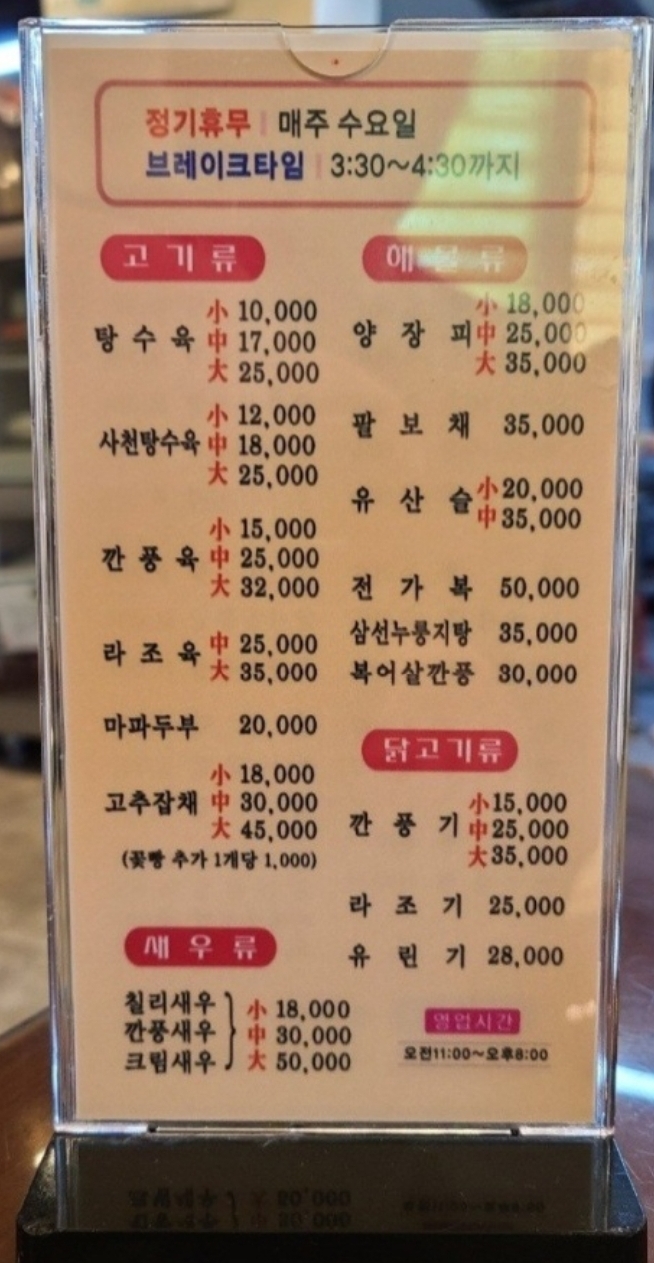 정기휴무 | 매주 수요일
브레이크타임 | 3:30~4:30까지
고기류
탕수육 小 10,000
中 17,000
大 25,000
사천탕수육 小 12,000
中 18,000
大 25,000
깐풍육 小 15,000
中 25,000
大 32,000
라조육 中 25,000
大 35,000
마파두부 20,000
고추잡채 小 18,000
中 30,000
大 45,000
(꽃빵 추가 1개당 1,000)
새우류
칠리새우 小 18,000
깐풍새우 中 30,000
크림새우 大 50,000
해물류
양장피 小 18,000
中 25,000
大 35,000
팔보채 35,000
유산슬 小 20,000
中 35,000
전가복 50,000
삼선누룽지탕 35,000
복어살깐풍 30,000
닭고기류
깐풍기 小 15,000
中 25,000
大 35,000
라조기 25,000
유린기 28,000
영업시간
오전11:00~오후8:00